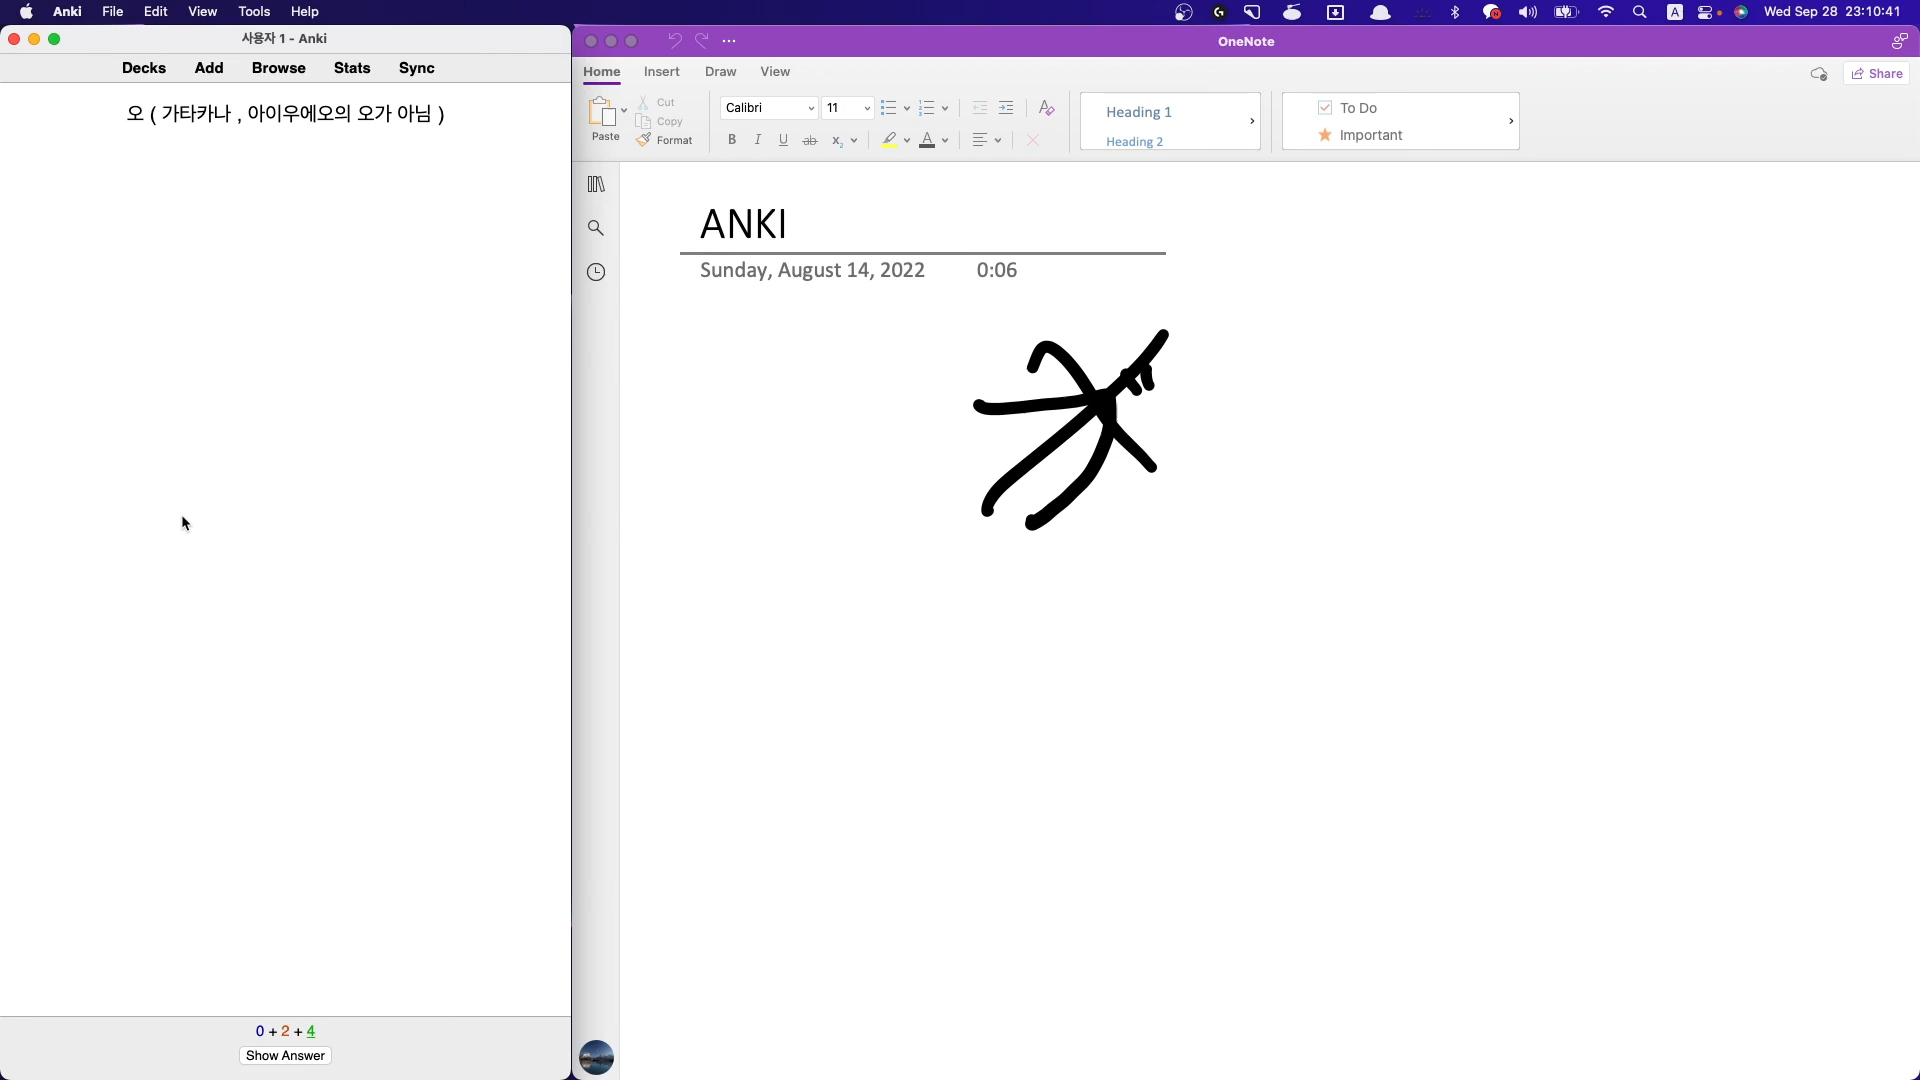 Anki File Edit View Tools Help
A Wed Sep 28 23:10:41
사용자 1 - Anki
Decks Add Browse Stats Sync
오 ( 가타카나 , 아이우에오의 오가 아님 )
0 + 2 + 4
Show Answer
OneNote
Home Insert Draw View
Share
Paste
Cut
Copy
Format
Calibri 11
B I U ab x₂ A
Heading 1
Heading 2
To Do
Important
ANKI
Sunday, August 14, 2022 0:06